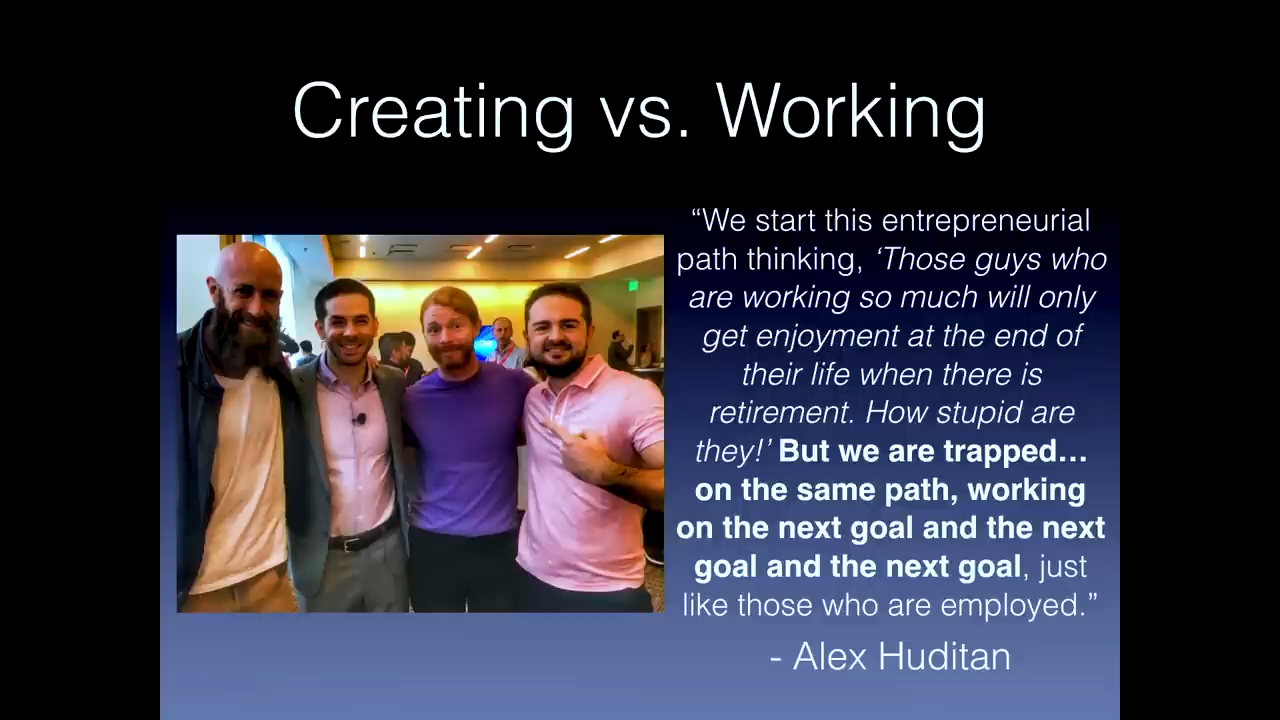 Creating vs. Working
“We start this entrepreneurial
path thinking, ‘Those guys who
are working so much will only
get enjoyment at the end of
their life when there is
retirement. How stupid are
they!’ But we are trapped…
on the same path, working
on the next goal and the next
goal and the next goal, just
like those who are employed.”
- Alex Huditan